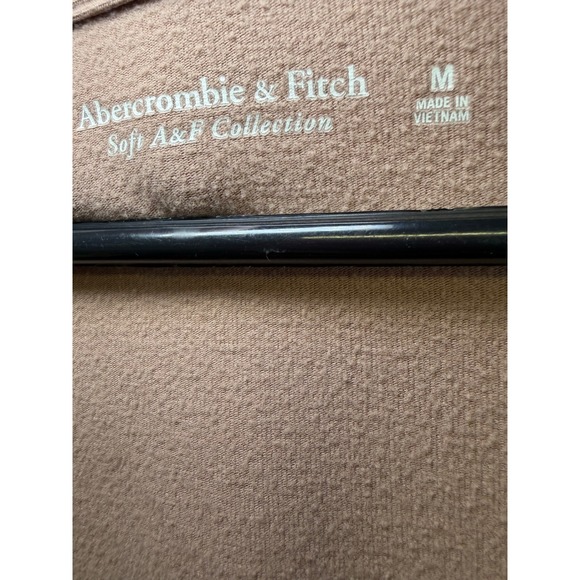 Abercrombie & Fitch
Soft A&F Collection
M
MADE IN
VIETNAM